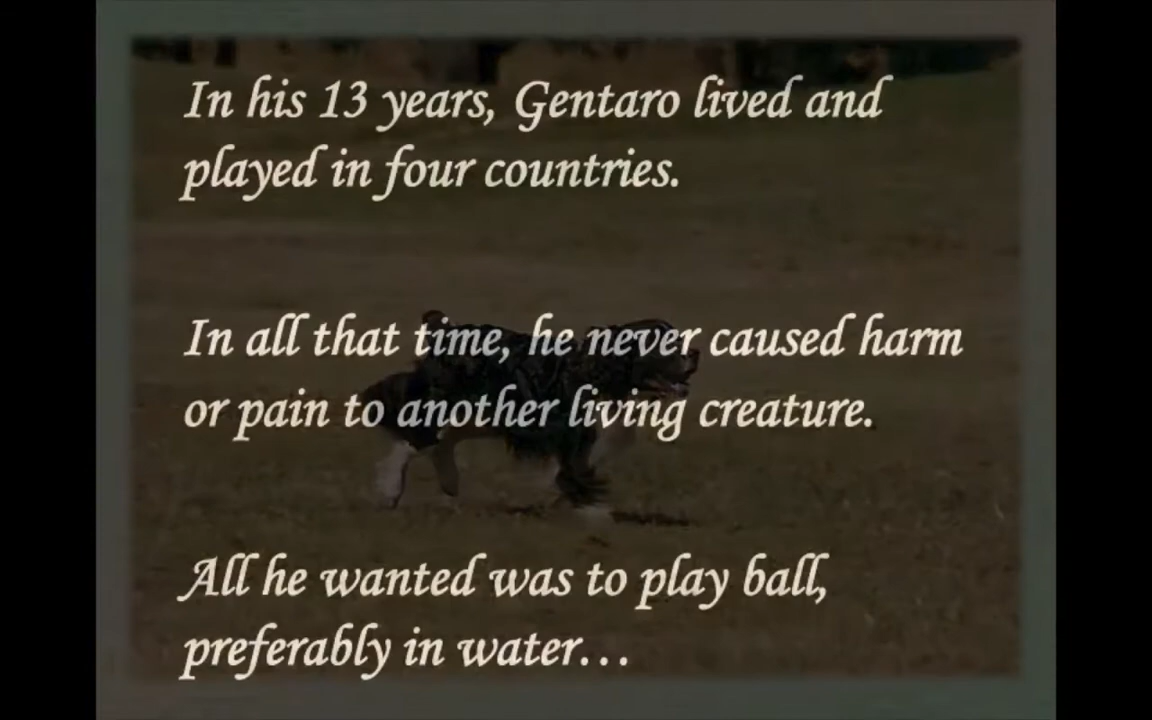 In his 13 years, Gentaro lived and
played in four countries.
In all that time, he never caused harm
or pain to another living creature.
All he wanted was to play ball,
preferably in water...